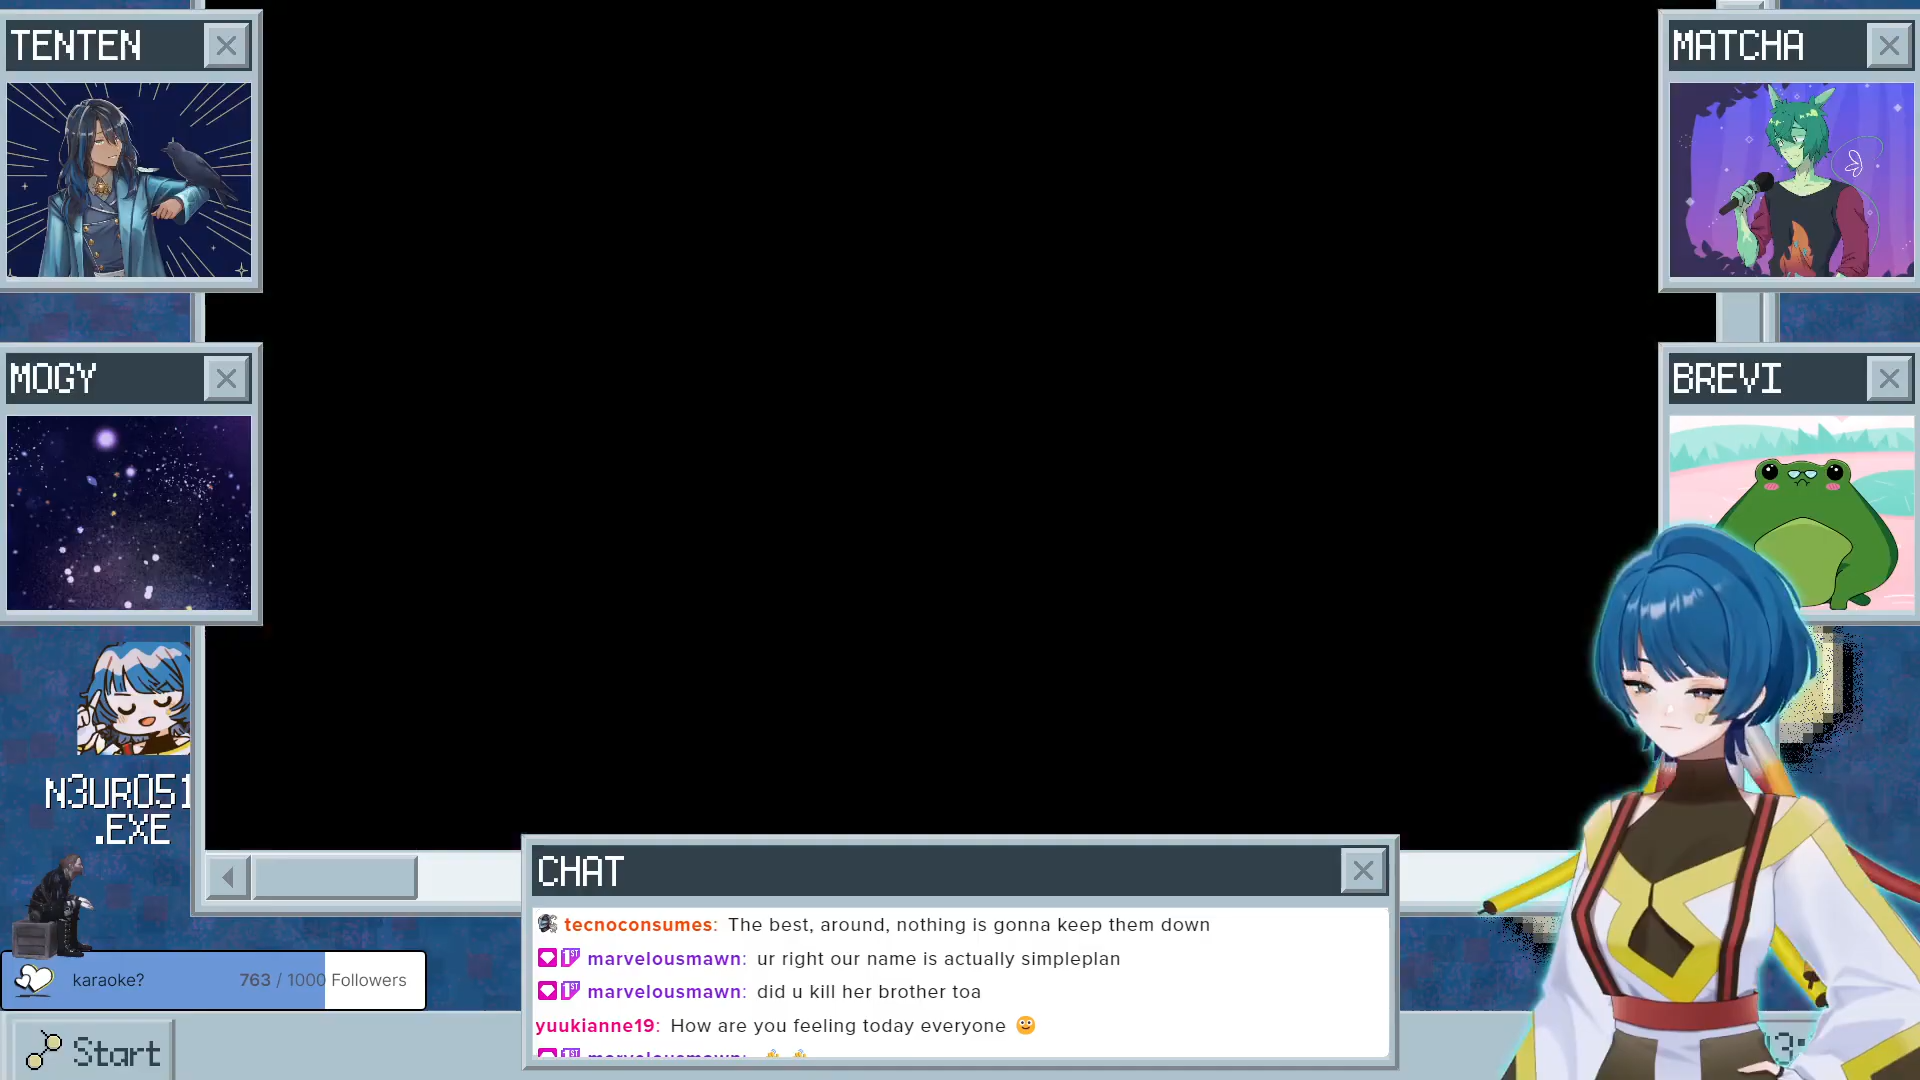 TENTEN
MATCHA
MOGY
BREVI
N3URO51
.EXE
CHAT
tecnoconsumes: The best, around, nothing is gonna keep them down
1ST marvelousmawn: ur right our name is actually simpleplan
1ST marvelousmawn: did u kill her brother toa
yuukianne19: How are you feeling today everyone
karaoke? 763 / 1000 Followers
Start